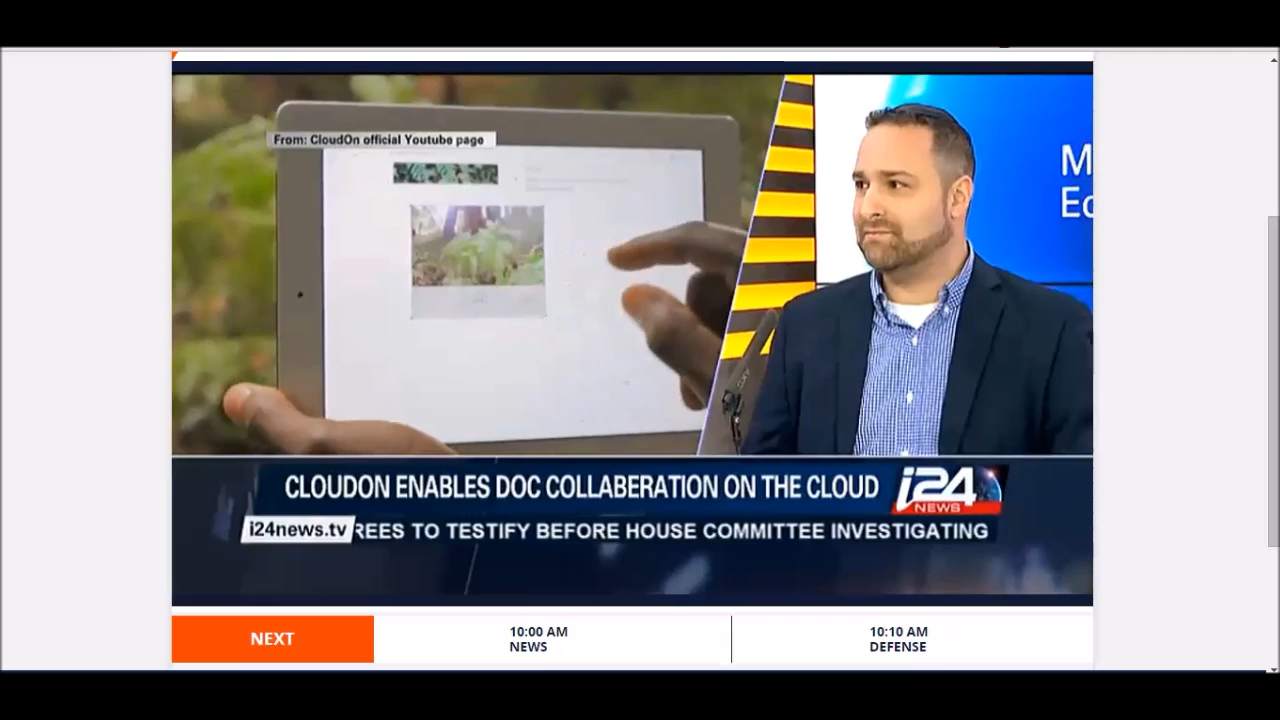 From: CloudOn official Youtube page
CLOUDON ENABLES DOC COLLABERATION ON THE CLOUD
i24
NEWS
i24news.tv
REES TO TESTIFY BEFORE HOUSE COMMITTEE INVESTIGATING
NEXT
10:00 AM
NEWS
10:10 AM
DEFENSE